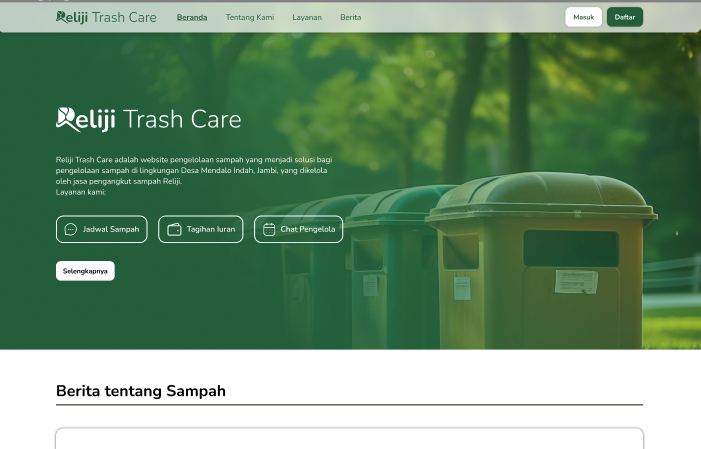 Reliji Trash Care
Beranda
Tentang Kami
Layanan
Berita
Masuk
Daftar
Reliji Trash Care
Reliji Trash Care adalah website pengelolaan sampah yang menjadi solusi bagi
pengelolaan sampah di lingkungan Desa Mendalo Indah, Jambi, yang dikelola
oleh jasa pengangkut sampah Reliji.
Layanan kami:
Jadwal Sampah
Tagihan Iuran
Chat Pengelola
Selengkapnya
Berita tentang Sampah